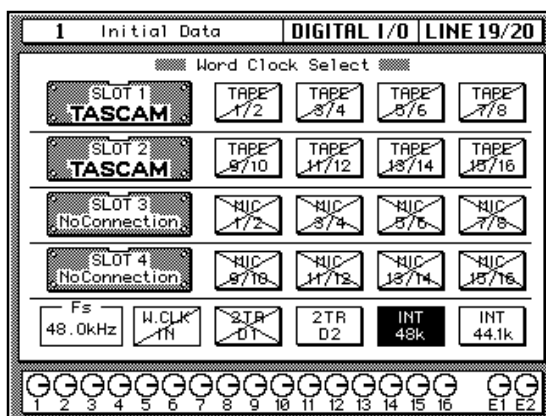 1 Initial Data DIGITAL I/O LINE 19/20
Word Clock Select
SLOT 1 TASCAM TAPE 1/2 TAPE 3/4 TAPE 5/6 TAPE 7/8
SLOT 2 TASCAM TAPE 9/10 TAPE 11/12 TAPE 13/14 TAPE 15/16
SLOT 3 NoConnection MIC 1/2 MIC 3/4 MIC 5/6 MIC 7/8
SLOT 4 NoConnection MIC 9/10 MIC 11/12 MIC 13/14 MIC 15/16
Fs 48.0kHz W.CLK IN 2TR D1 2TR D2 INT 48k INT 44.1k
1 2 3 4 5 6 7 8 9 10 11 12 13 14 15 16 E1 E2